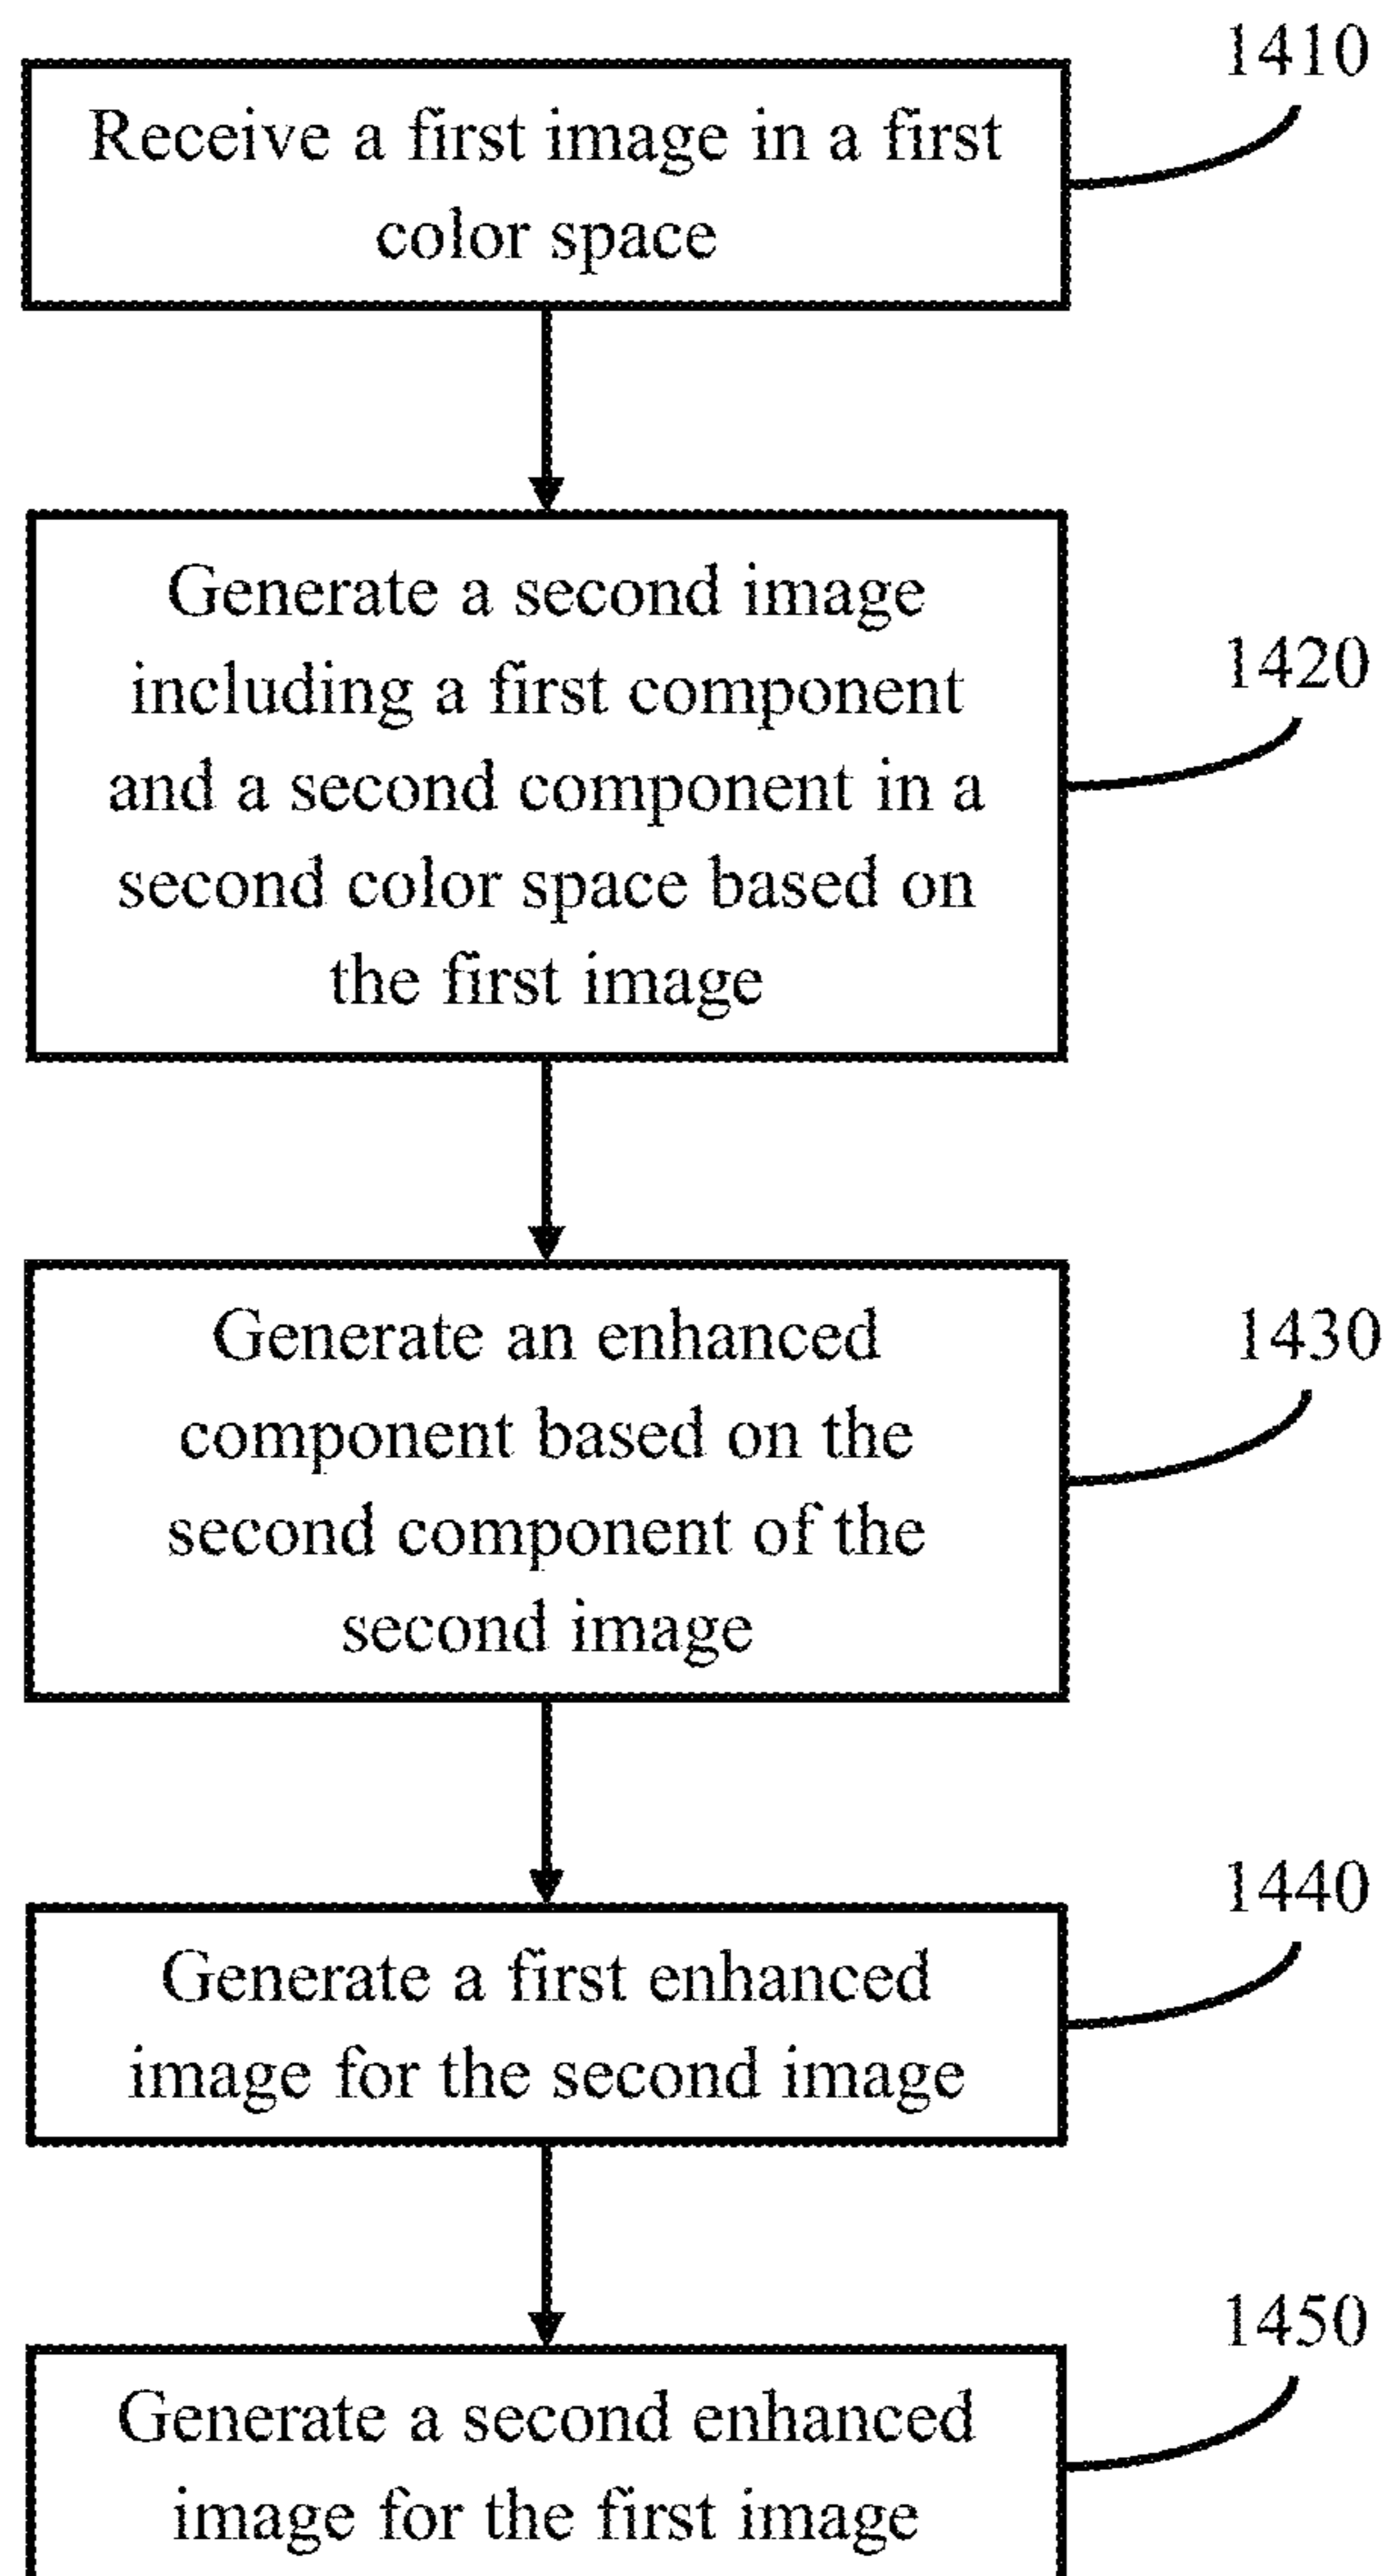 1410
Receive a first image in a first
color space
Generate a second image
including a first component
and a second component in a
second color space based on
the first image
1420
Generate an enhanced
component based on the
second component of the
second image
1430
Generate a first enhanced
image for the second image
1440
Generate a second enhanced
image for the first image
1450